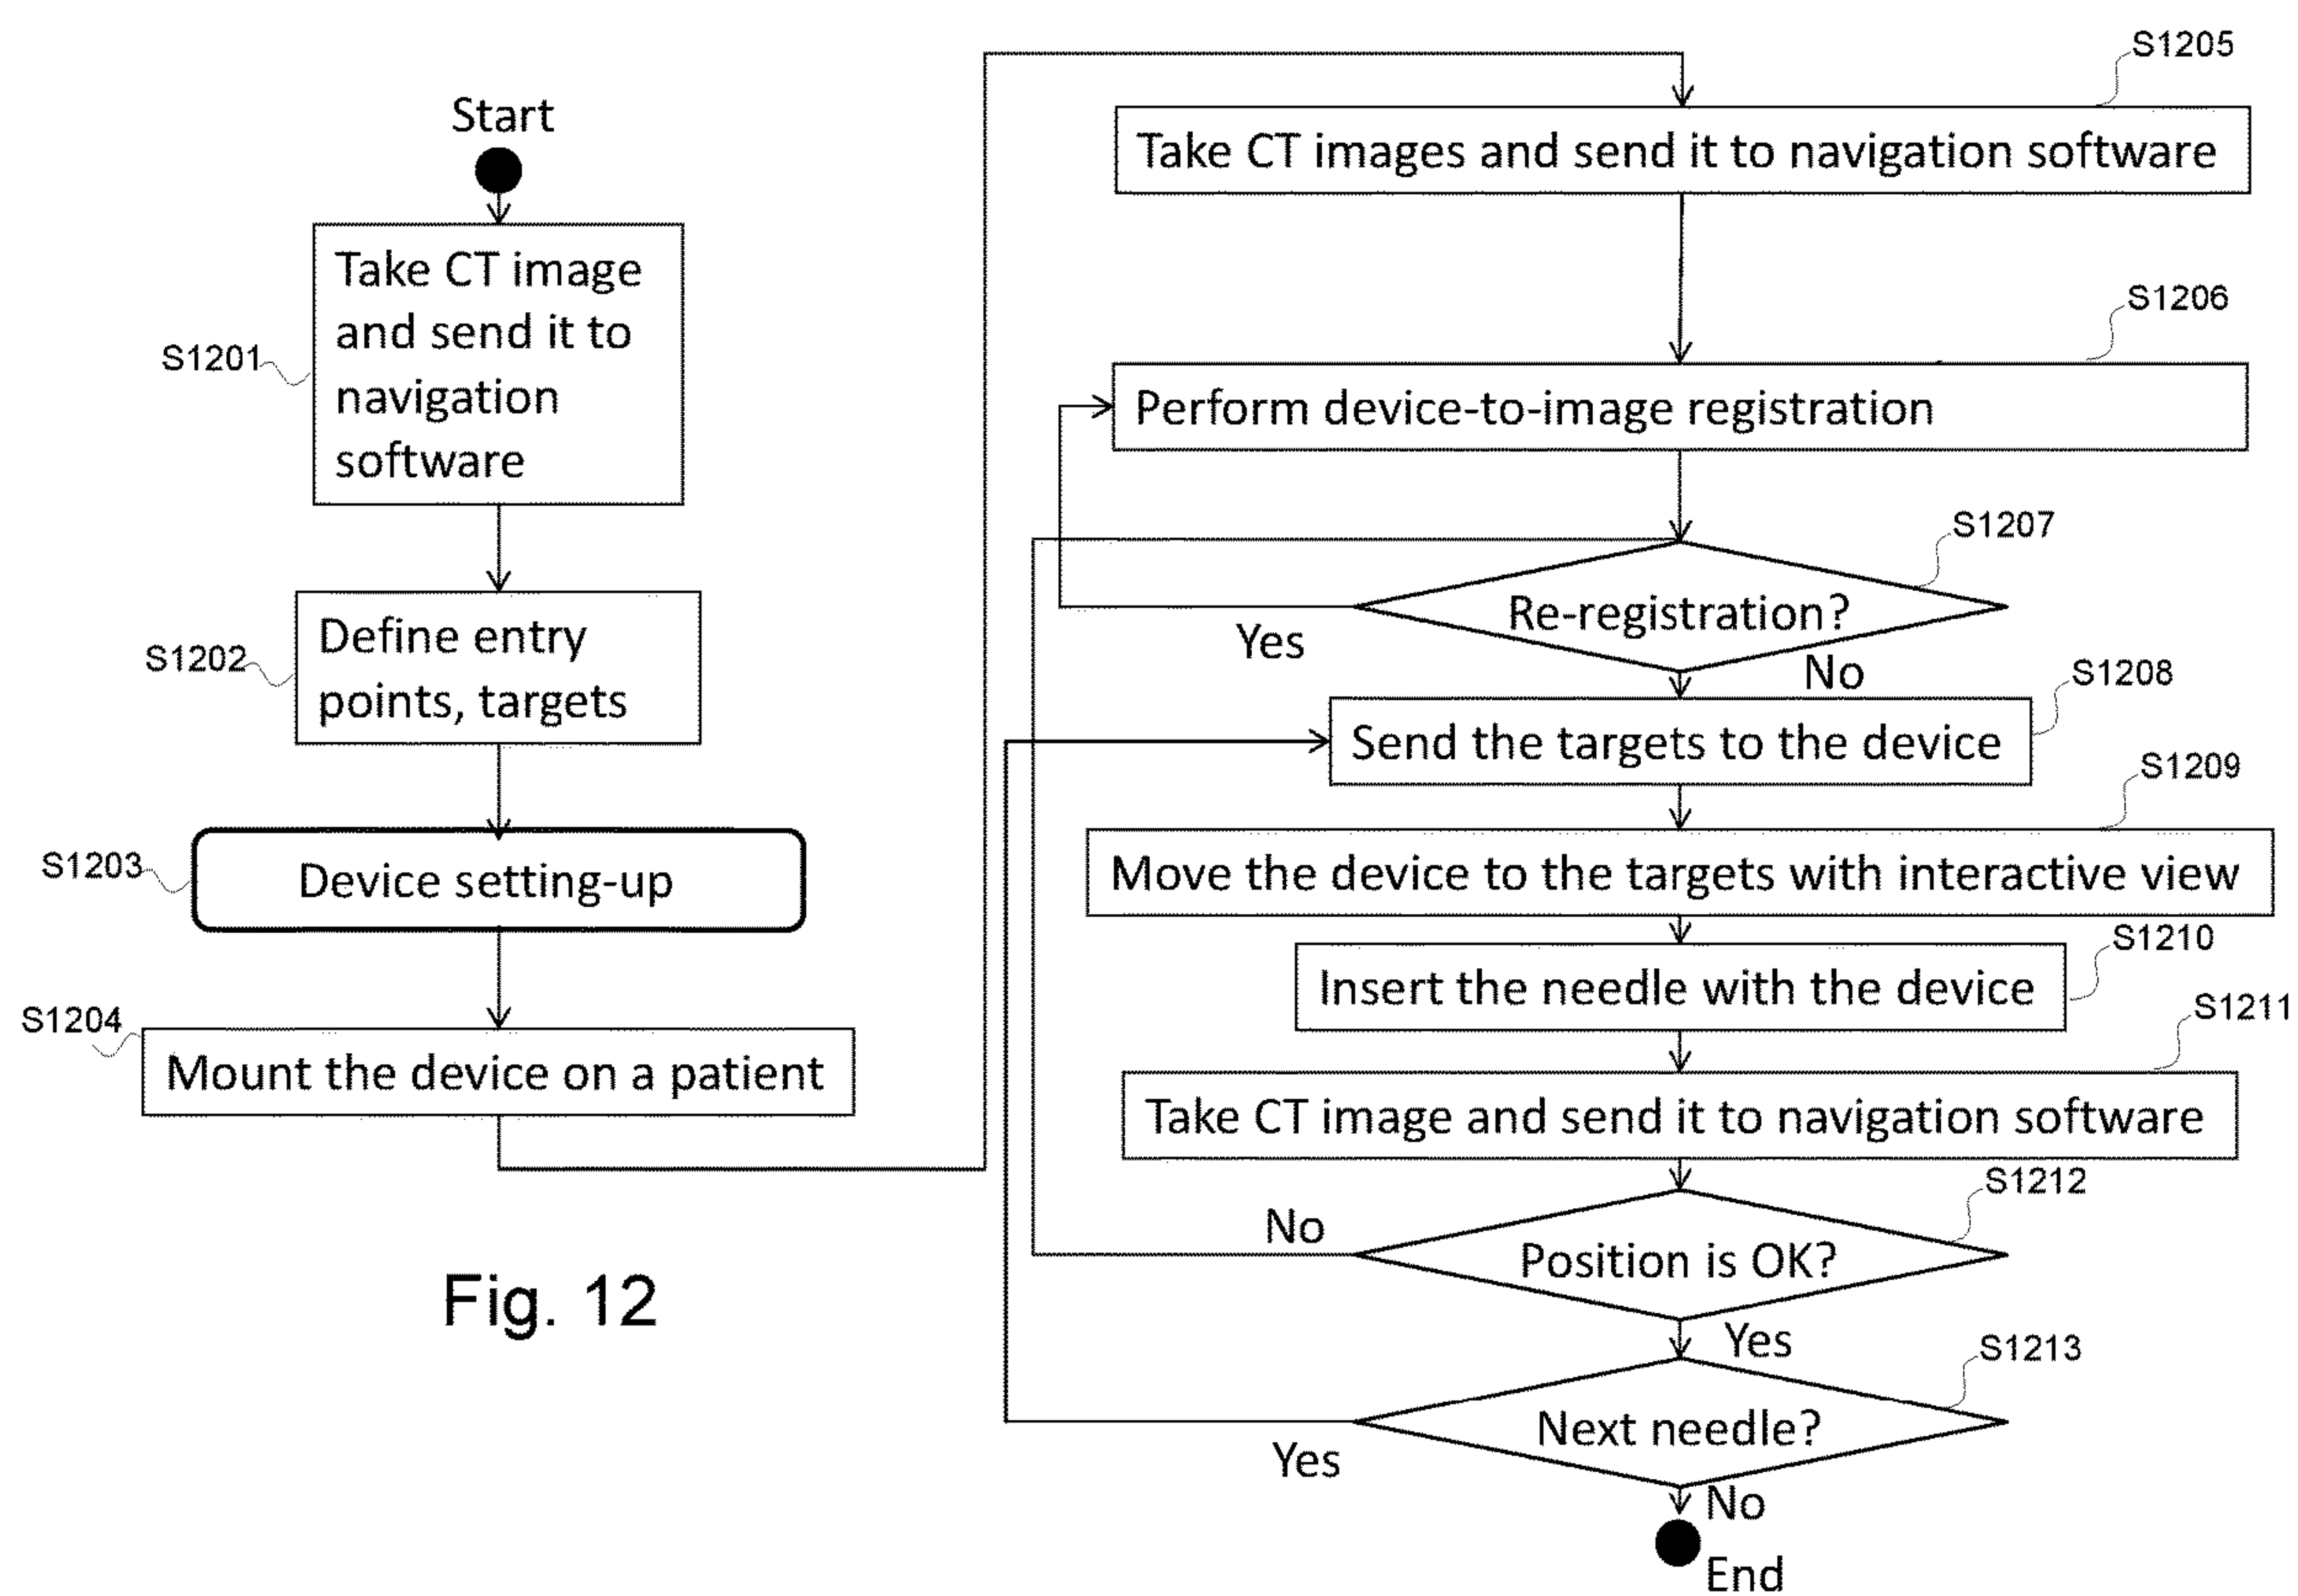 Start
S1201
Take CT image
and send it to
navigation
software
S1202
Define entry
points, targets
S1203
Device setting-up
S1204
Mount the device on a patient
Fig. 12
S1205
Take CT images and send it to navigation software
S1206
Perform device-to-image registration
S1207
Re-registration?
Yes
No
S1208
Send the targets to the device
S1209
Move the device to the targets with interactive view
S1210
Insert the needle with the device
S1211
Take CT image and send it to navigation software
S1212
No
Position is OK?
Yes
S1213
Next needle?
Yes
No
End